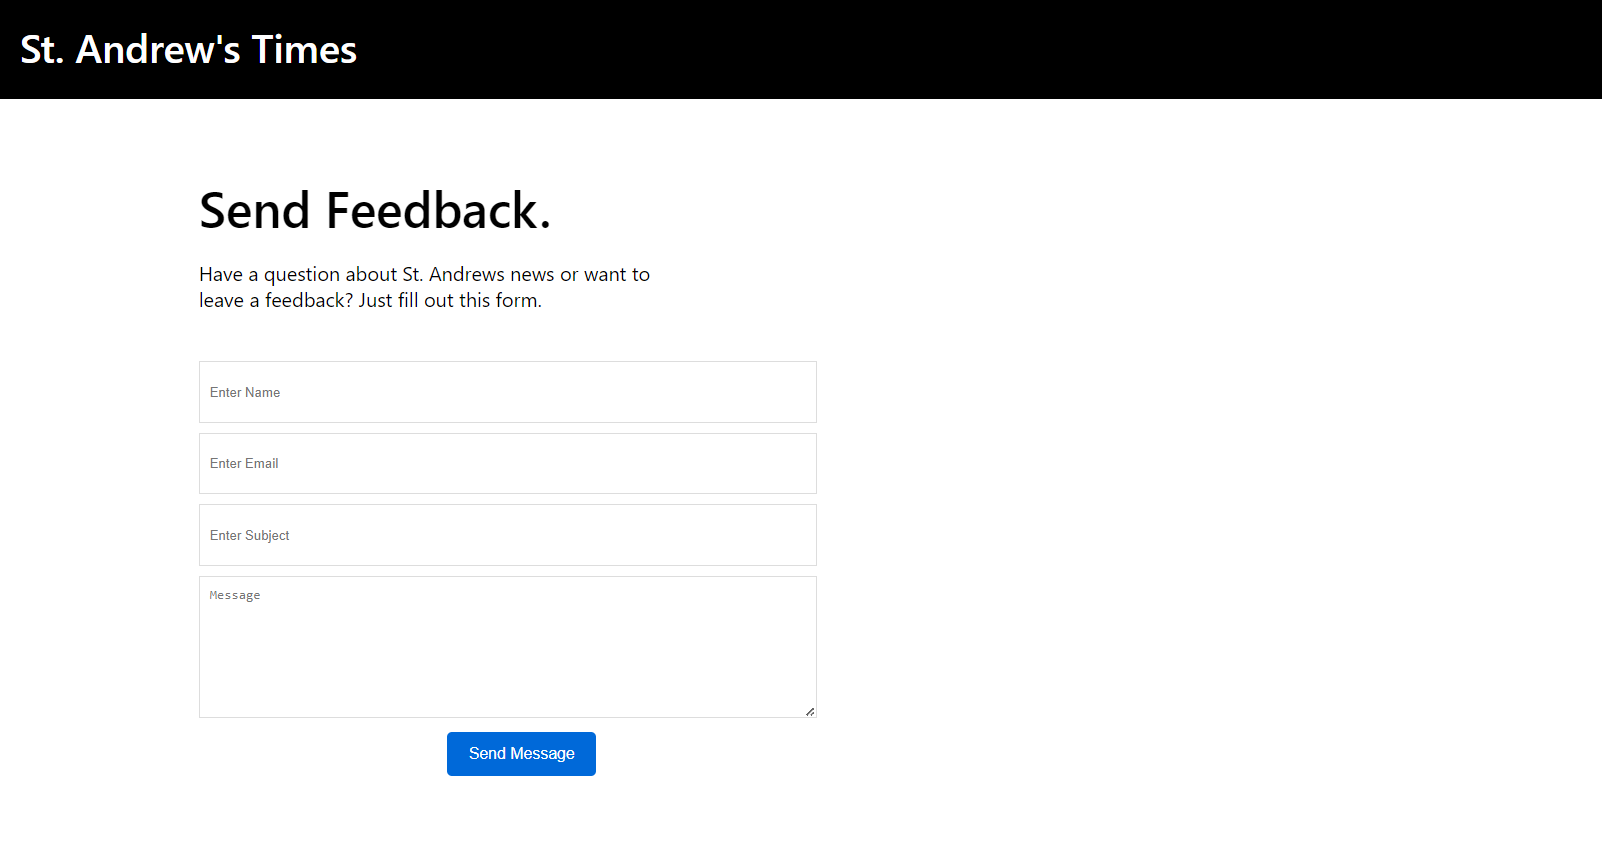 St. Andrew's Times
Send Feedback.
Have a question about St. Andrews news or want to
leave a feedback? Just fill out this form.
Enter Name
Enter Email
Enter Subject
Message
Send Message